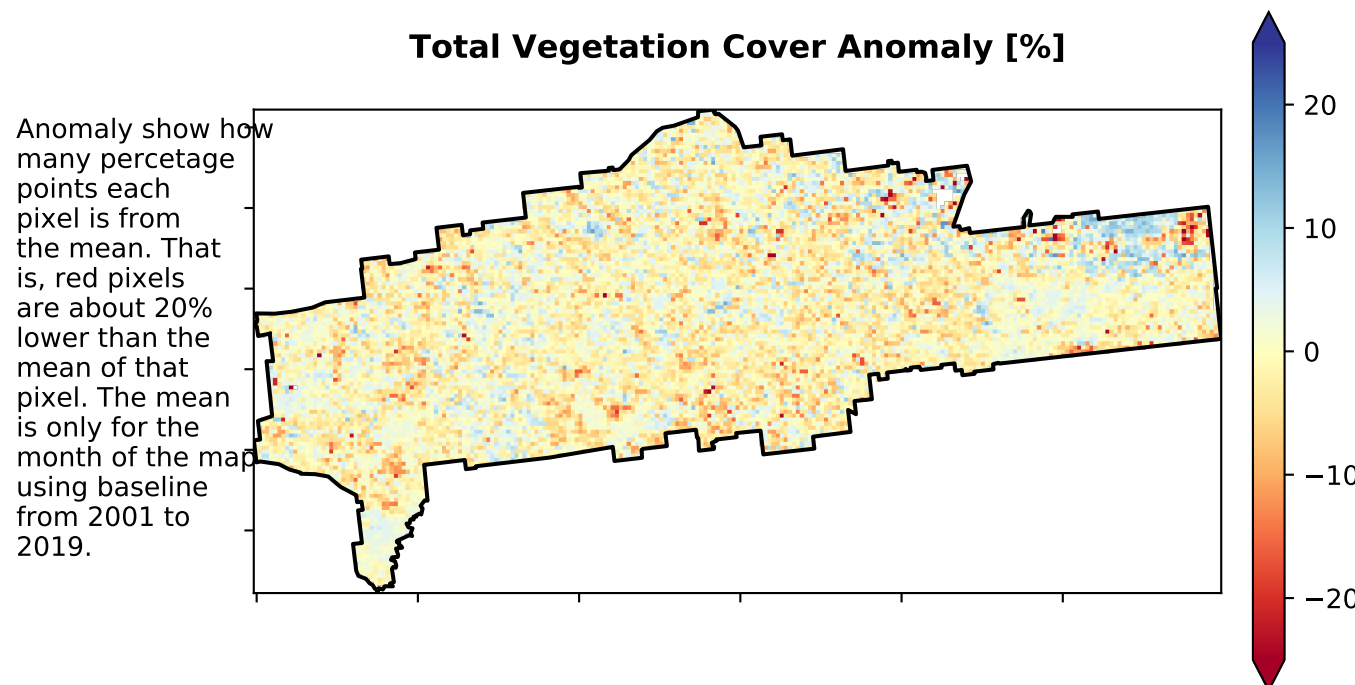 Total Vegetation Cover Anomaly [%]
Anomaly show how
many percetage
points each
pixel is from
the mean. That
is, red pixels
are about 20%
lower than the
mean of that
pixel. The mean
is only for the
month of the map
using baseline
from 2001 to
2019.
20
10
0
−10
−20